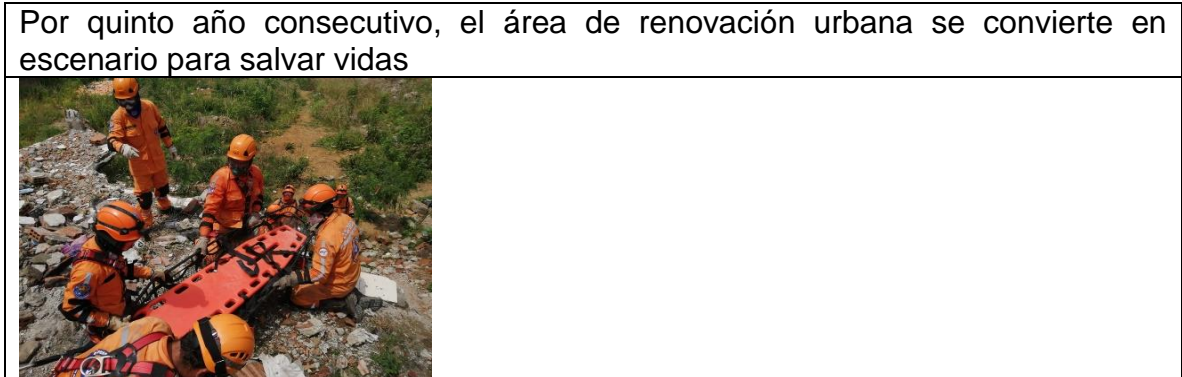 Por quinto año consecutivo, el área de renovación urbana se convierte en
escenario para salvar vidas